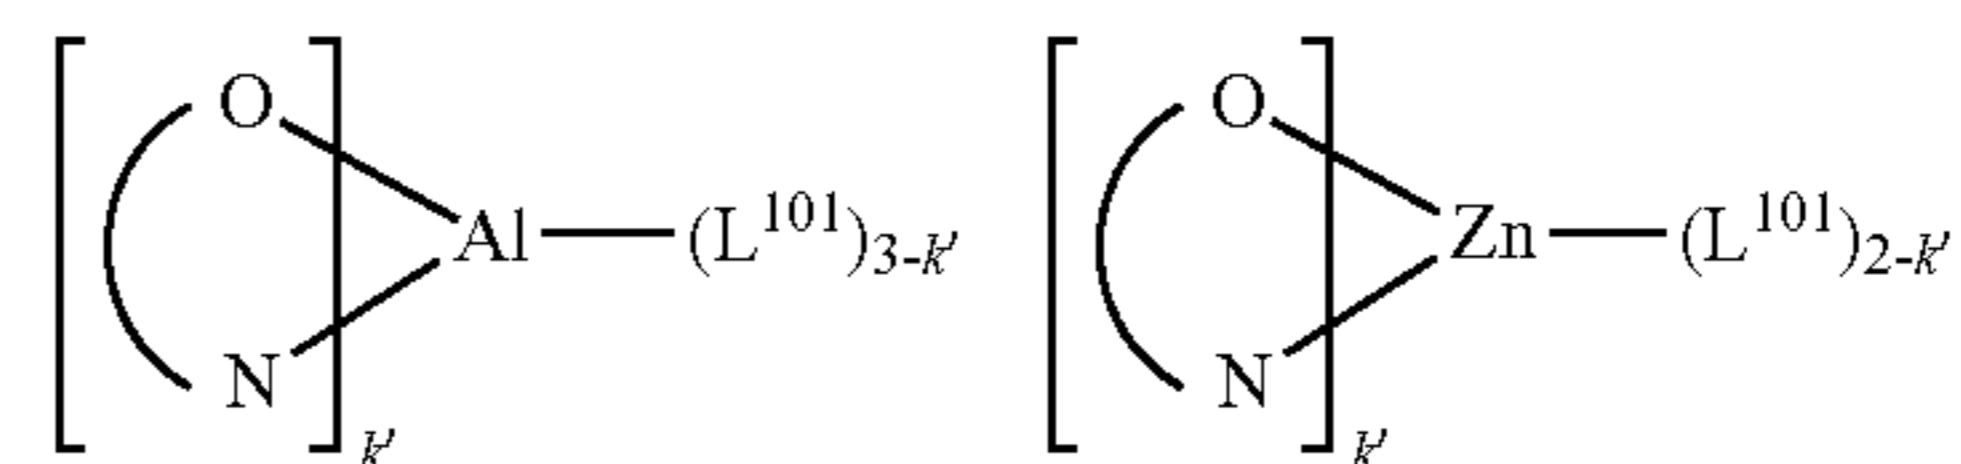 O O
Al (L¹⁰¹)₃₋ₖ′ Zn (L¹⁰¹)₂₋ₖ′
N N
k′ k′